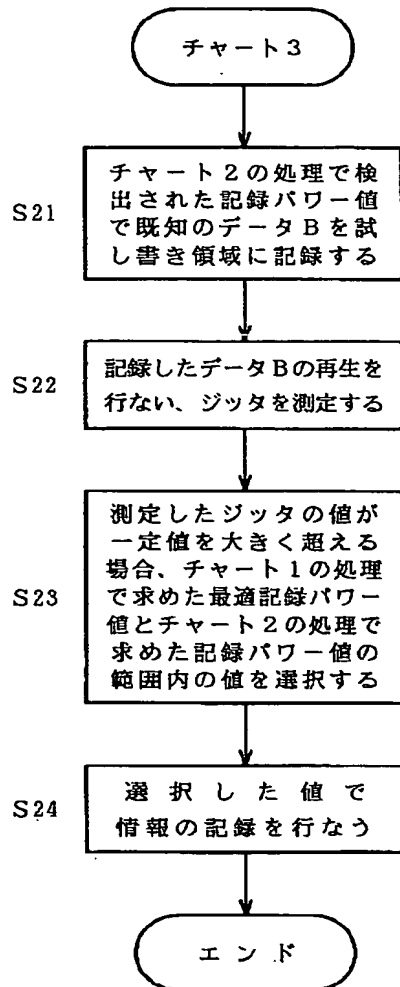 チャート3
S21
チャート2の処理で検
出された記録パワー値
で既知のデータBを試
し書き領域に記録する
S22
記録したデータBの再生を
行ない、ジッタを測定する
S23
測定したジッタの値が
一定値を大きく超える
場合、チャート1の処理
で求めた最適記録パワー
値とチャート2の処理で
求めた記録パワー値の
範囲内の値を選択する
S24
選択した値で
情報の記録を行なう
エンド